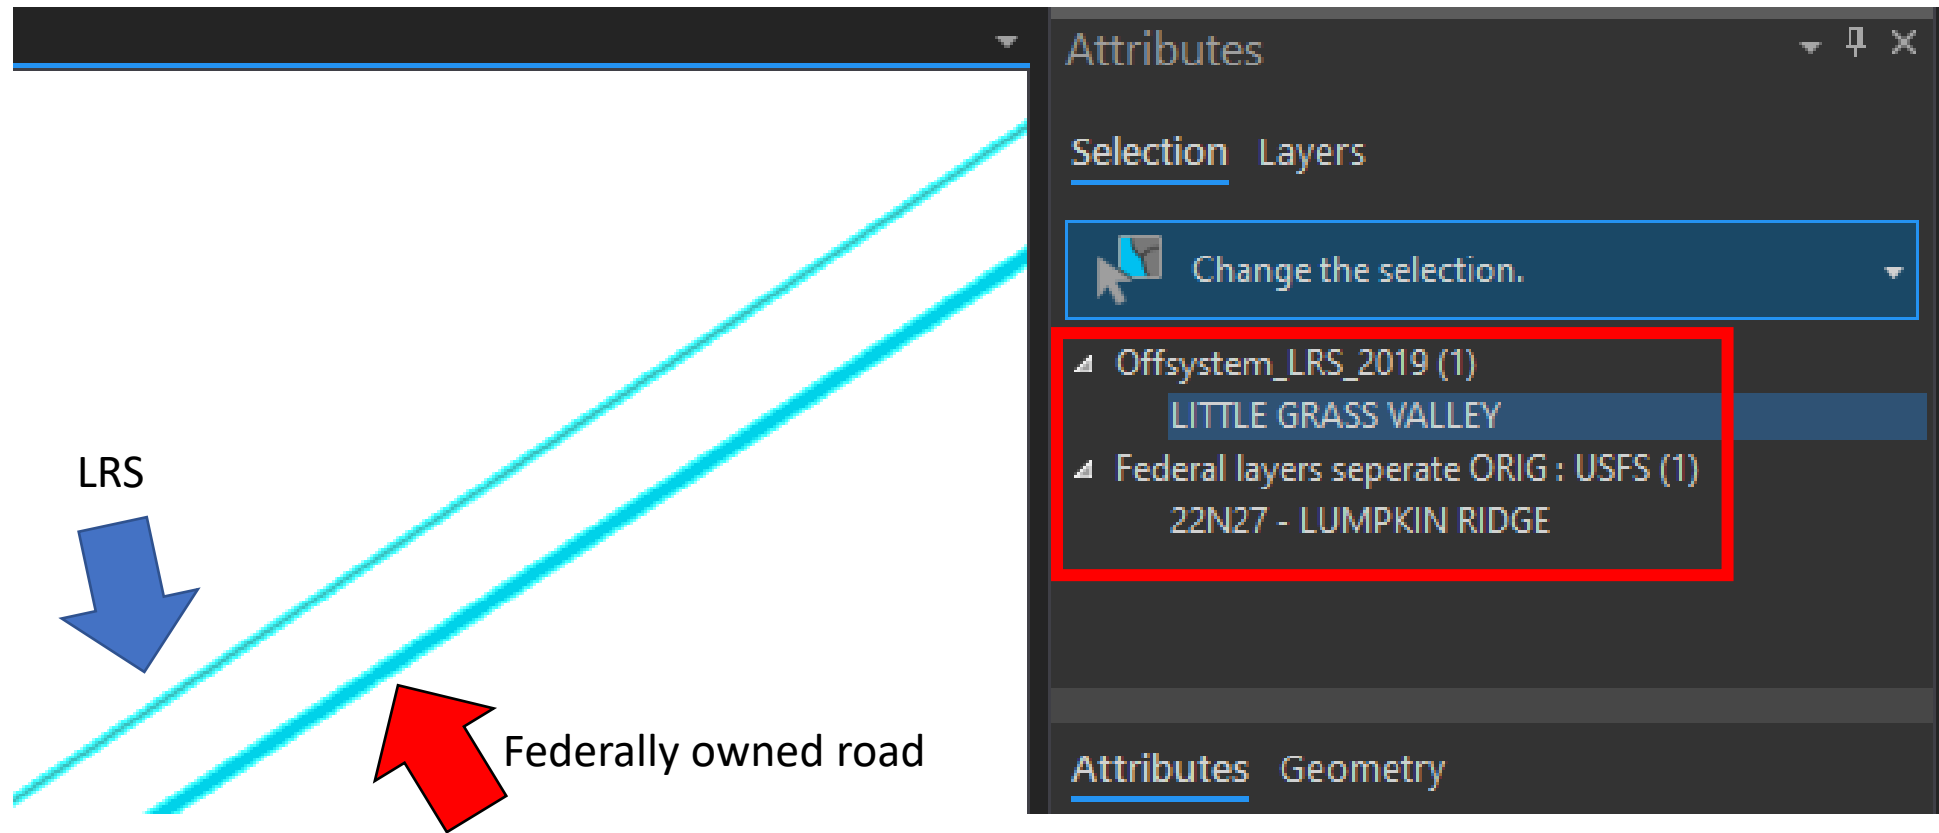 LRS
Federally owned road
Attributes
Selection Layers
Change the selection.
Offsystem_LRS_2019 (1)
LITTLE GRASS VALLEY
Federal layers seperate ORIG : USFS (1)
22N27 - LUMPKIN RIDGE
Attributes Geometry